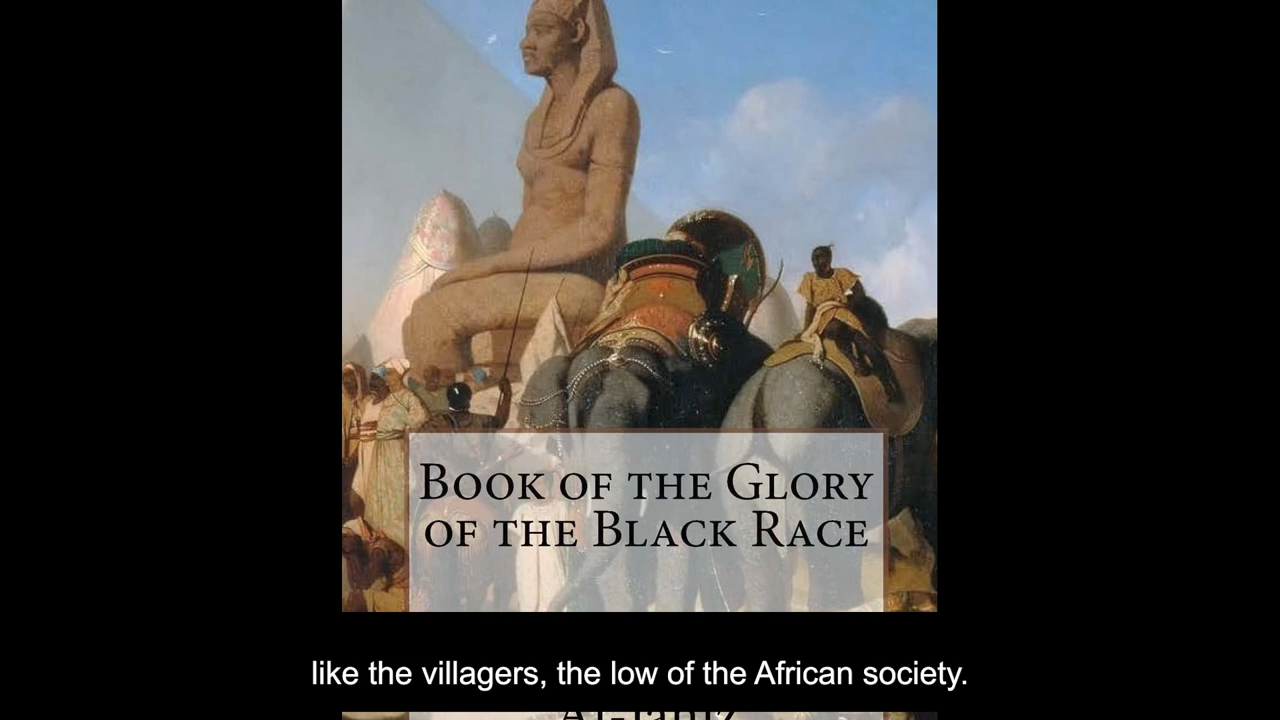 BOOK OF THE GLORY
OF THE BLACK RACE
like the villagers, the low of the African society.